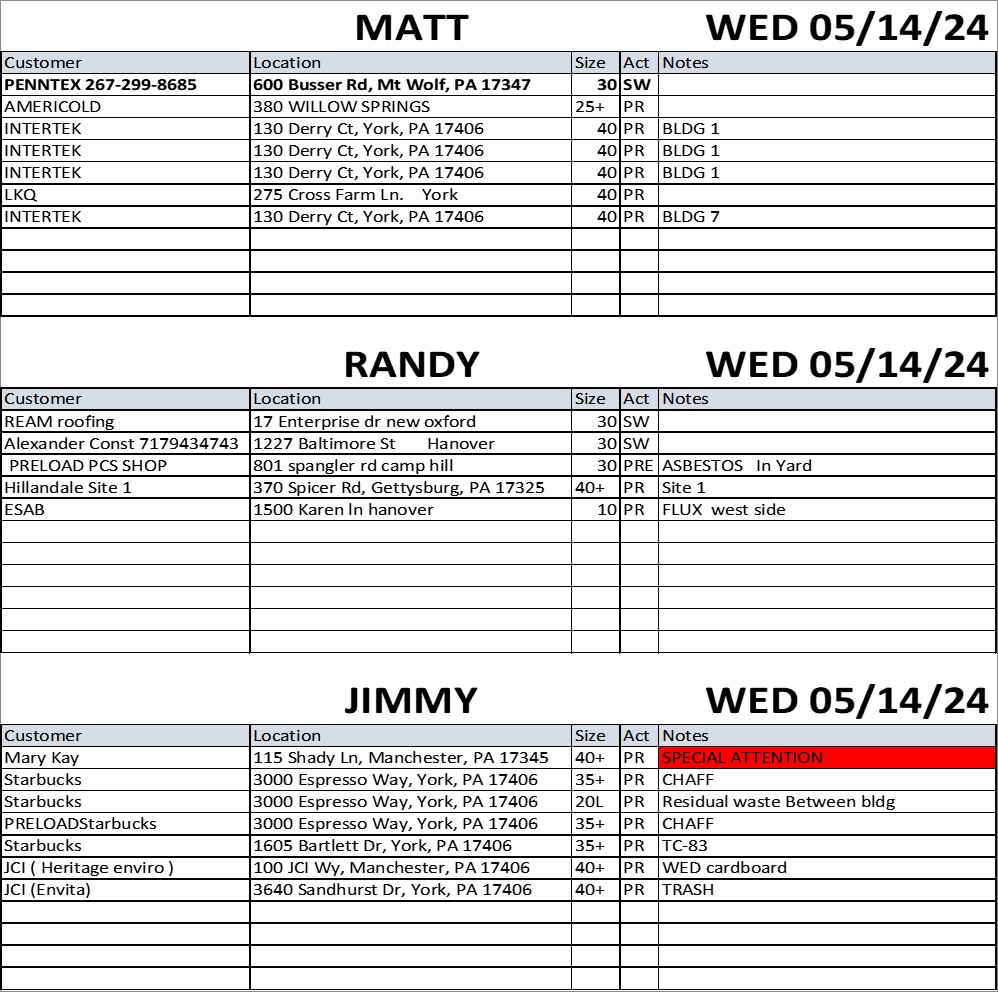 MATT WED 05/14/24
Customer Location Size Act Notes
PENNTEX 267-299-8685 600 Busser Rd, Mt Wolf, PA 17347 30 SW
AMERICOLD 380 WILLOW SPRINGS 25+ PR
INTERTEK 130 Derry Ct, York, PA 17406 40 PR BLDG 1
INTERTEK 130 Derry Ct, York, PA 17406 40 PR BLDG 1
INTERTEK 130 Derry Ct, York, PA 17406 40 PR BLDG 1
LKQ 275 Cross Farm Ln. York 40 PR
INTERTEK 130 Derry Ct, York, PA 17406 40 PR BLDG 7
RANDY WED 05/14/24
Customer Location Size Act Notes
REAM roofing 17 Enterprise dr new oxford 30 SW
Alexander Const 7179434743 1227 Baltimore St Hanover 30 SW
PRELOAD PCS SHOP 801 spangler rd camp hill 30 PRE ASBESTOS In Yard
Hillandale Site 1 370 Spicer Rd, Gettysburg, PA 17325 40+ PR Site 1
ESAB 1500 Karen ln hanover 10 PR FLUX west side
JIMMY WED 05/14/24
Customer Location Size Act Notes
Mary Kay 115 Shady Ln, Manchester, PA 17345 40+ PR SPECIAL ATTENTION
Starbucks 3000 Espresso Way, York, PA 17406 35+ PR CHAFF
Starbucks 3000 Espresso Way, York, PA 17406 20L PR Residual waste Between bldg
PRELOADStarbucks 3000 Espresso Way, York, PA 17406 35+ PR CHAFF
Starbucks 1605 Bartlett Dr, York, PA 17406 35+ PR TC-83
JCI ( Heritage enviro ) 100 JCI Wy, Manchester, PA 17406 40+ PR WED cardboard
JCI (Envita) 3640 Sandhurst Dr, York, PA 17406 40+ PR TRASH